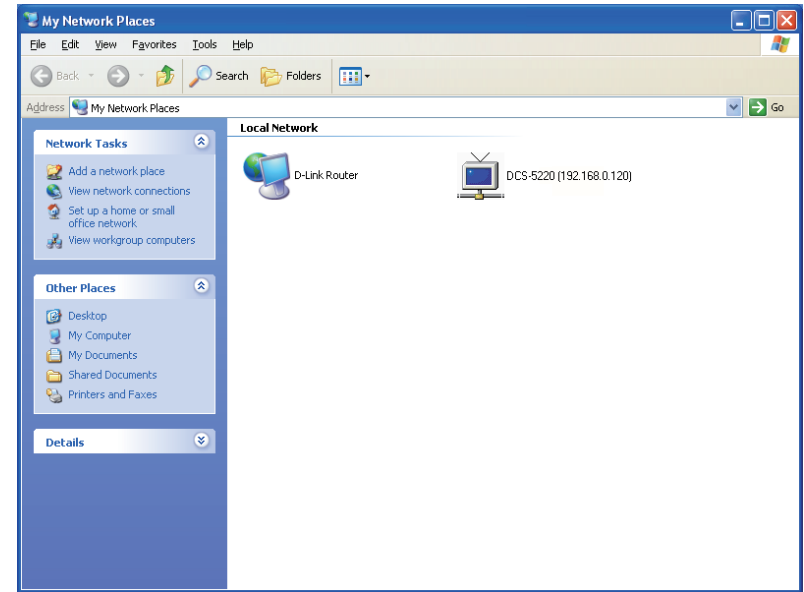 My Network Places
File Edit View Favorites Tools Help
Back Search Folders
Address My Network Places Go
Network Tasks
Add a network place
View network connections
Set up a home or small
office network
View workgroup computers
Other Places
Desktop
My Computer
My Documents
Shared Documents
Printers and Faxes
Details
Local Network
D-Link Router DCS-5220 (192.168.0.120)